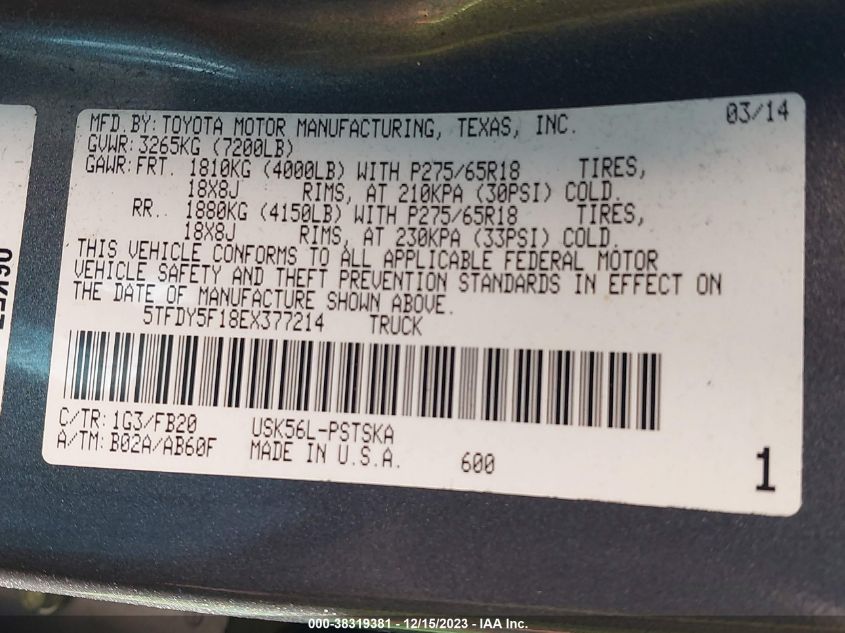 03/14
MFD.BY:TOYOTA MOTOR MANUFACTURING, TEXAS, INC.
GVWR:3265KG (7200LB)
GAWR:FRT. 1810KG (4000LB) WITH P275/65R18 TIRES,
18X8J RIMS, AT 210KPA (30PSI) COLD.
RR. 1880KG (4150LB) WITH P275/65R18 TIRES,
18X8J RIMS, AT 230KPA (33PSI) COLD.
THIS VEHICLE CONFORMS TO ALL APPLICABLE FEDERAL MOTOR
VEHICLE SAFETY AND THEFT PREVENTION STANDARDS IN EFFECT ON
THE DATE OF MANUFACTURE SHOWN ABOVE.
5TFDY5F18EX377214 TRUCK
C/TR:1G3/FB20 USK56L-PSTSKA
A/TM:B02A/AB60F MADE IN U.S.A. 600
1
000-38319381 - 12/15/2023 - IAA Inc.